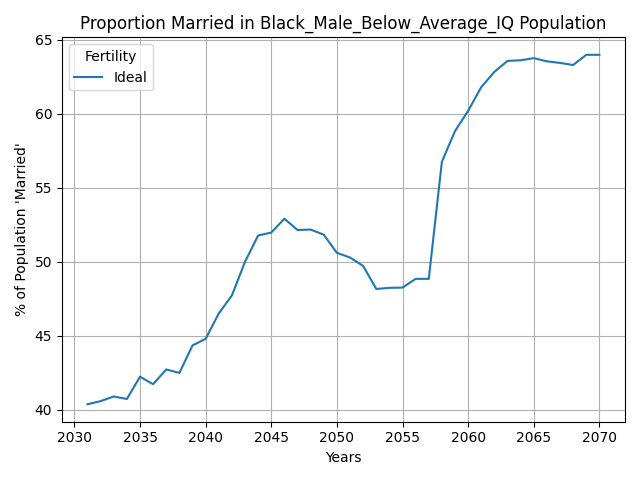 Proportion Married in Black_Male_Below_Average_IQ Population
% of Population 'Married'
65
60
55
50
45
40
Fertility
Ideal
2030 2035 2040 2045 2050 2055 2060 2065 2070
Years